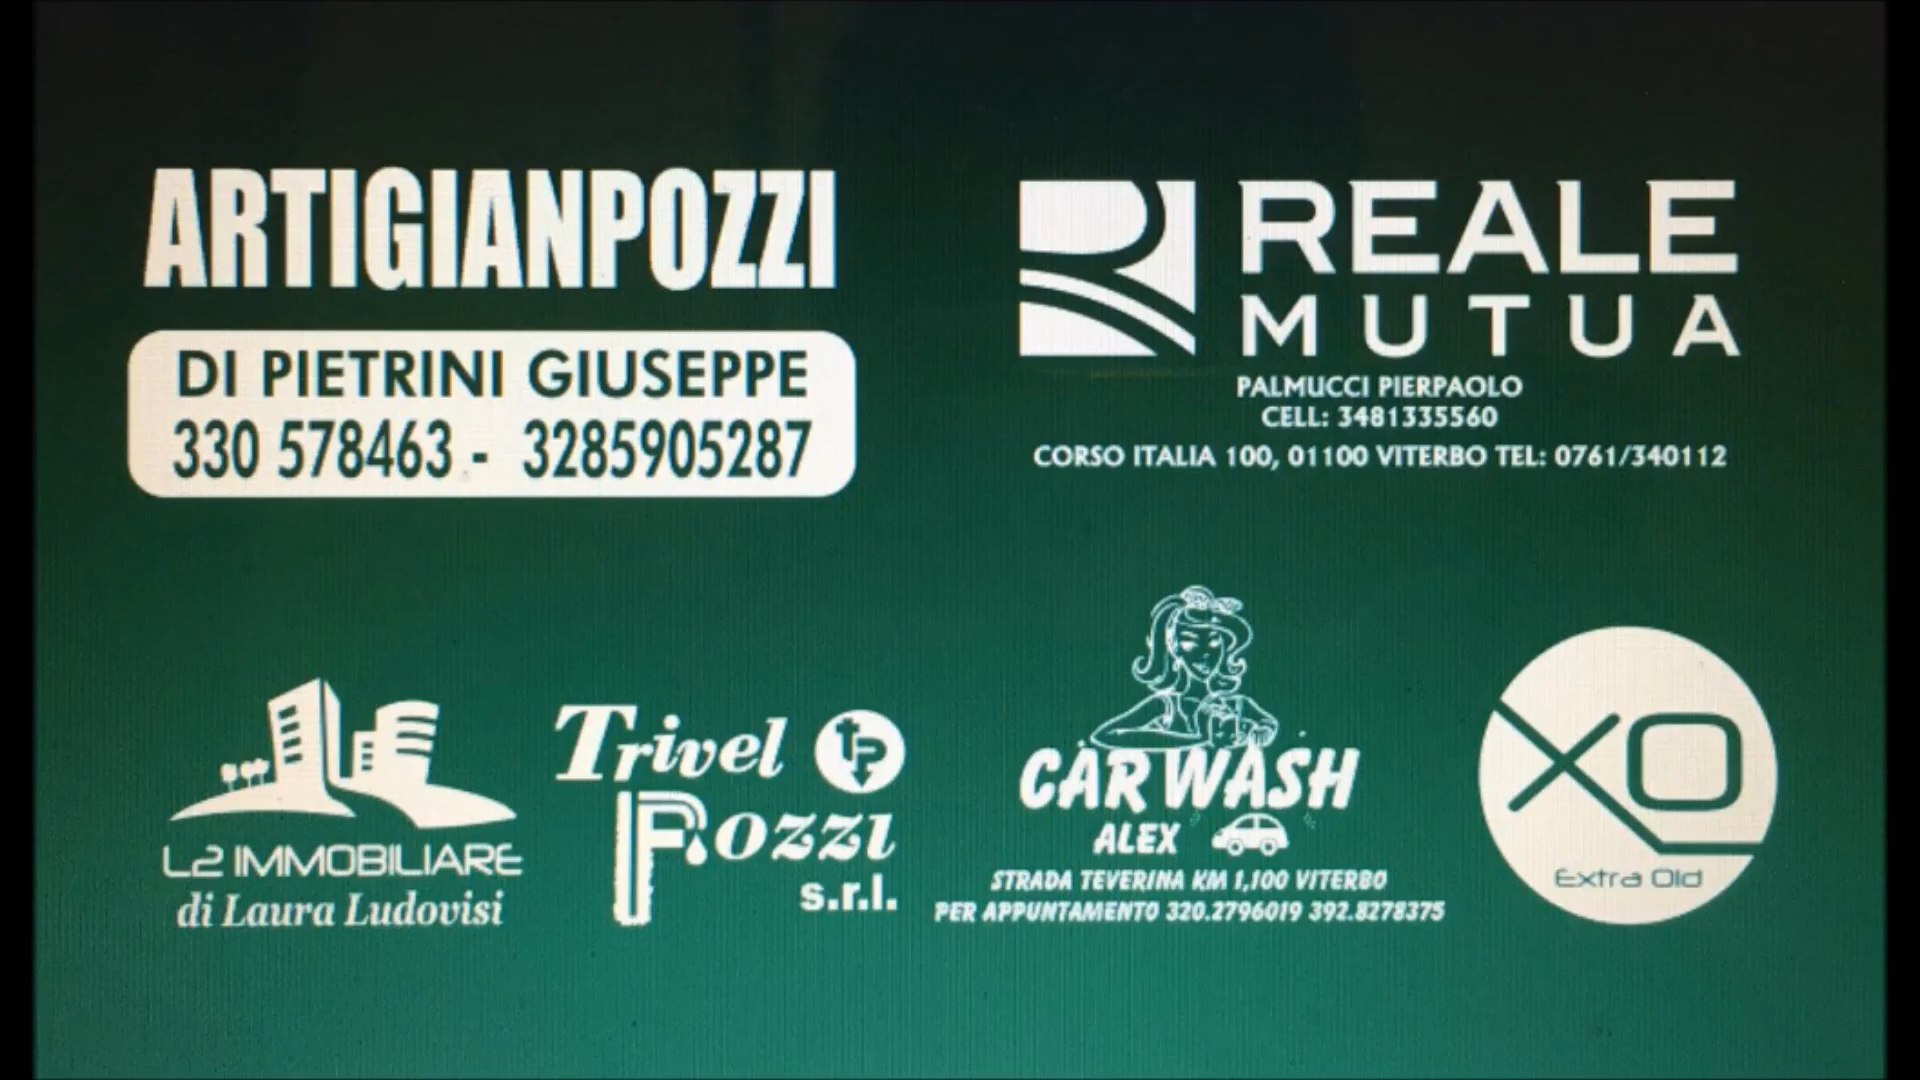 ARTIGIANPOZZI
DI PIETRINI GIUSEPPE
330 578463 - 3285905287
REALE
MUTUA
PALMUCCI PIERPAOLO
CELL: 3481335560
CORSO ITALIA 100, 01100 VITERBO TEL: 0761/340112
L2 IMMOBILIARE
di Laura Ludovisi
Trivel
Pozzi
s.r.l.
CAR WASH
ALEX
STRADA TEVERINA KM 1,100 VITERBO
PER APPUNTAMENTO 320.2796019 392.8278375
XO
Extra Old